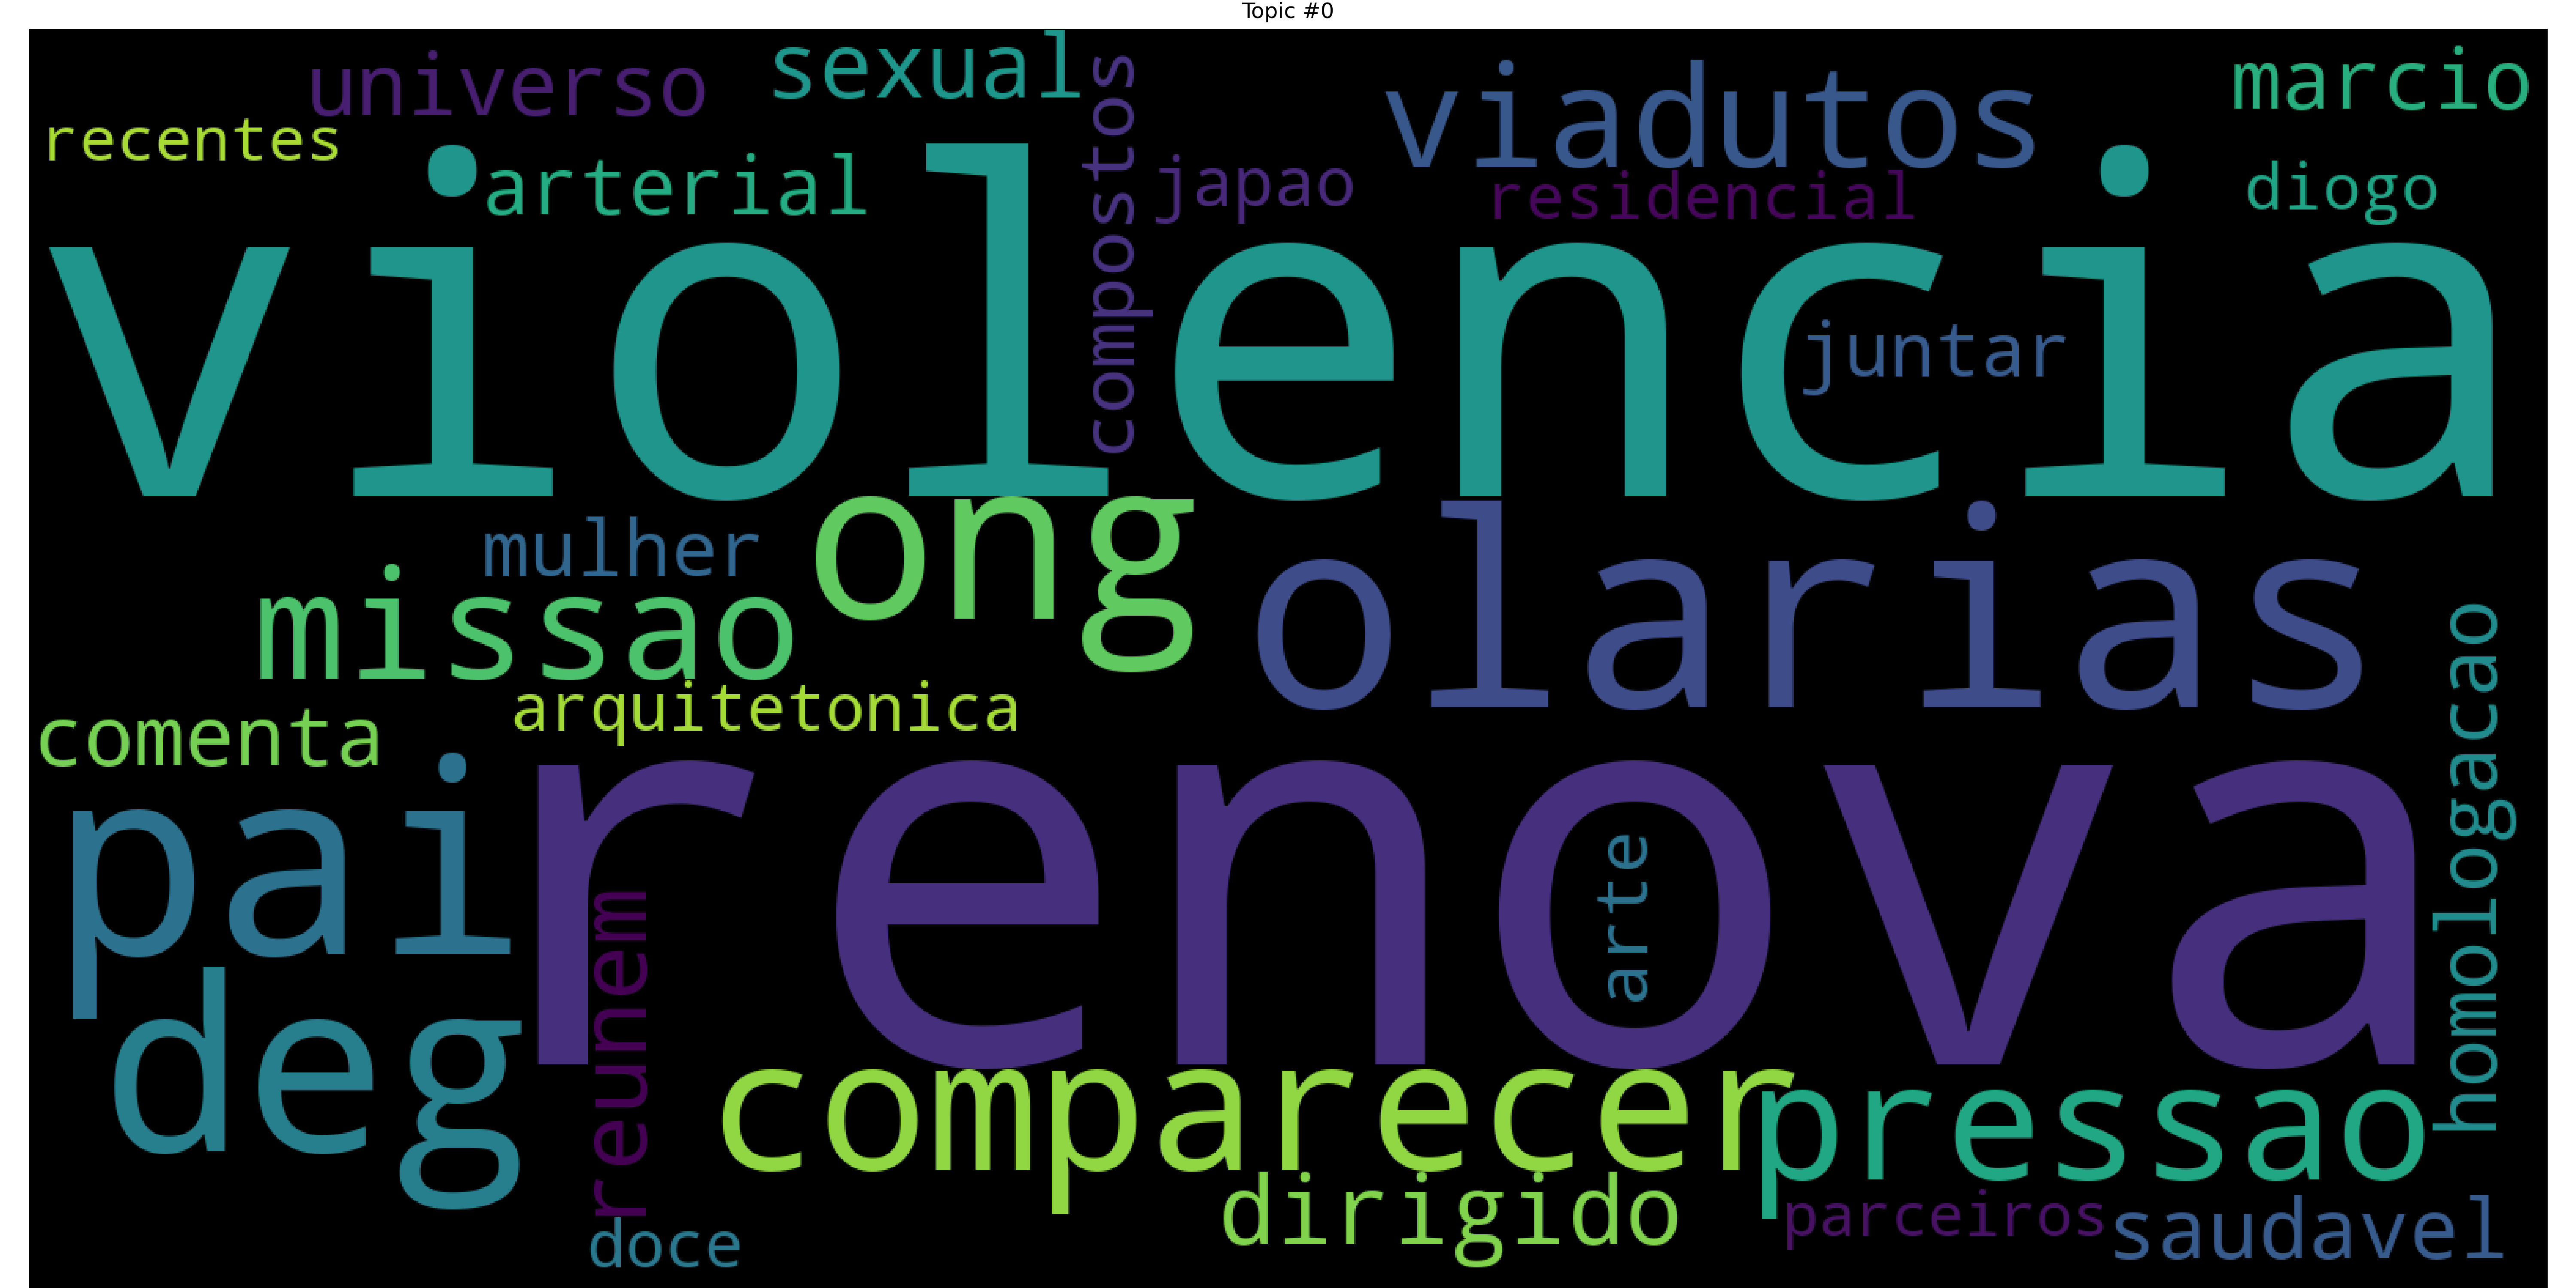 Topic #0
universo
sexual
viadutos
marcio
recentes
arterial
compostos
japao
residencial
diogo
violencia
juntar
mulher
ong
olarias
missao
arquitetonica
comenta
homologacao
pai
renova
arte
reunem
deg
comparecer
pressao
dirigido
parceiros
saudavel
doce